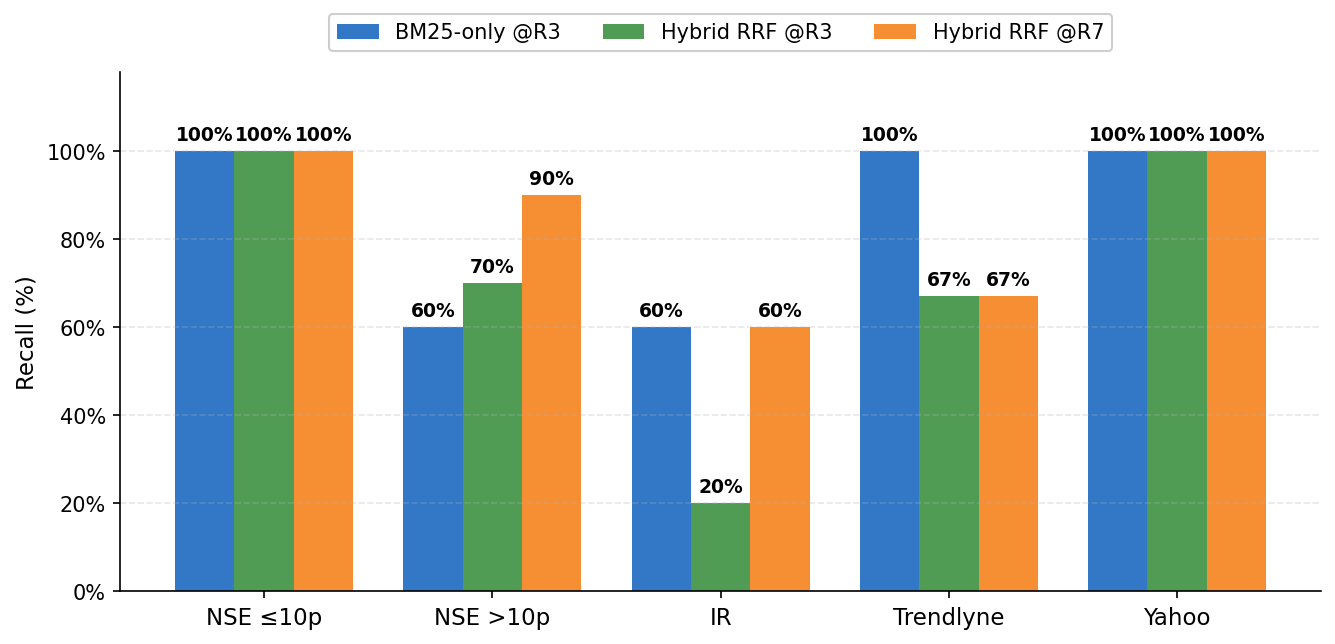 BM25-only @R3 Hybrid RRF @R3 Hybrid RRF @R7
Recall (%)
100%
80%
60%
40%
20%
0%
100% 100% 100%
60% 70% 90%
60% 20% 60%
100% 67% 67%
100% 100% 100%
NSE ≤10p NSE >10p IR Trendlyne Yahoo